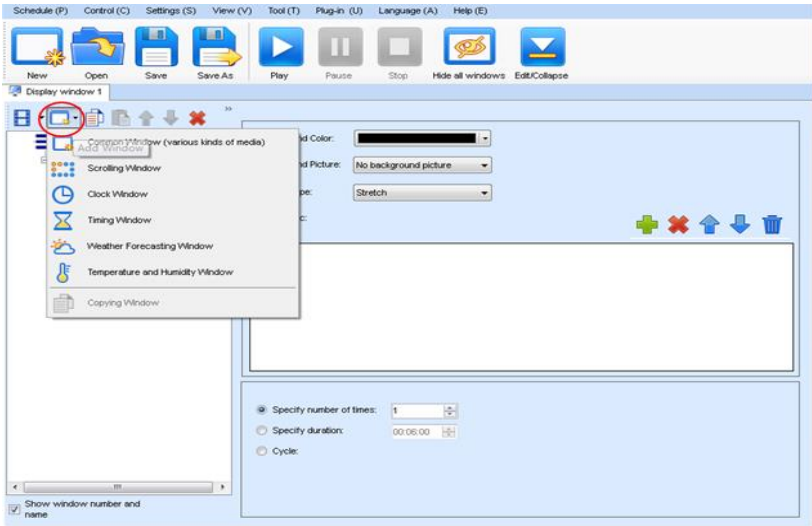 Schedule (P) Control (C) Settings (S) View (V) Tool (T) Plug-in (U) Language (A) Help (E)
New Open Save Save As Play Pause Stop Hide all windows Edit/Collapse
Display window 1
Common Window (various kinds of media)
Add Window
Scrolling Window
Clock Window
Timing Window
Weather Forecasting Window
Temperature and Humidity Window
Copying Window
Color:
Picture: No background picture
Stretch
Specify number of times: 1
Specify duration: 00:06:00
Cycle:
Show window number and
name